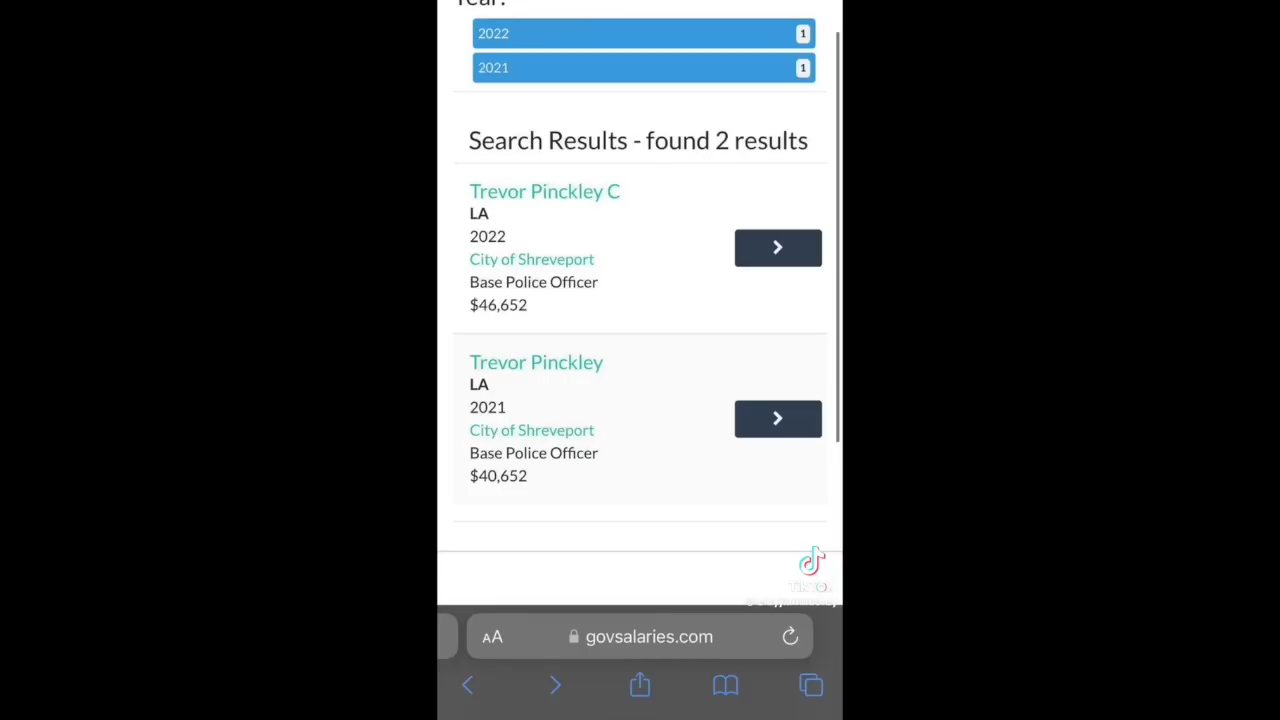 Year?
2022 1
2021 1
Search Results - found 2 results
Trevor Pinckley C
LA
2022
City of Shreveport
Base Police Officer
$46,652
Trevor Pinckley
LA
2021
City of Shreveport
Base Police Officer
$40,652
TikTok
AA govsalaries.com